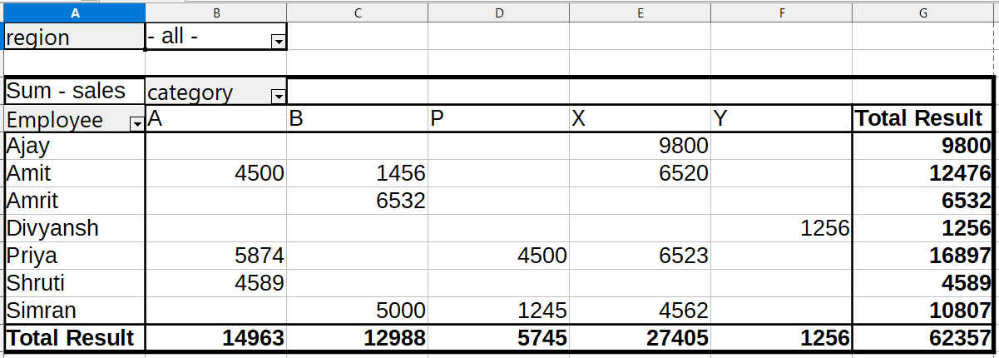 A B C D E F G
region - all -
Sum - sales category
Employee A B P X Y Total Result
Ajay 9800 9800
Amit 4500 1456 6520 12476
Amrit 6532 6532
Divyansh 1256 1256
Priya 5874 4500 6523 16897
Shruti 4589 4589
Simran 5000 1245 4562 10807
Total Result 14963 12988 5745 27405 1256 62357